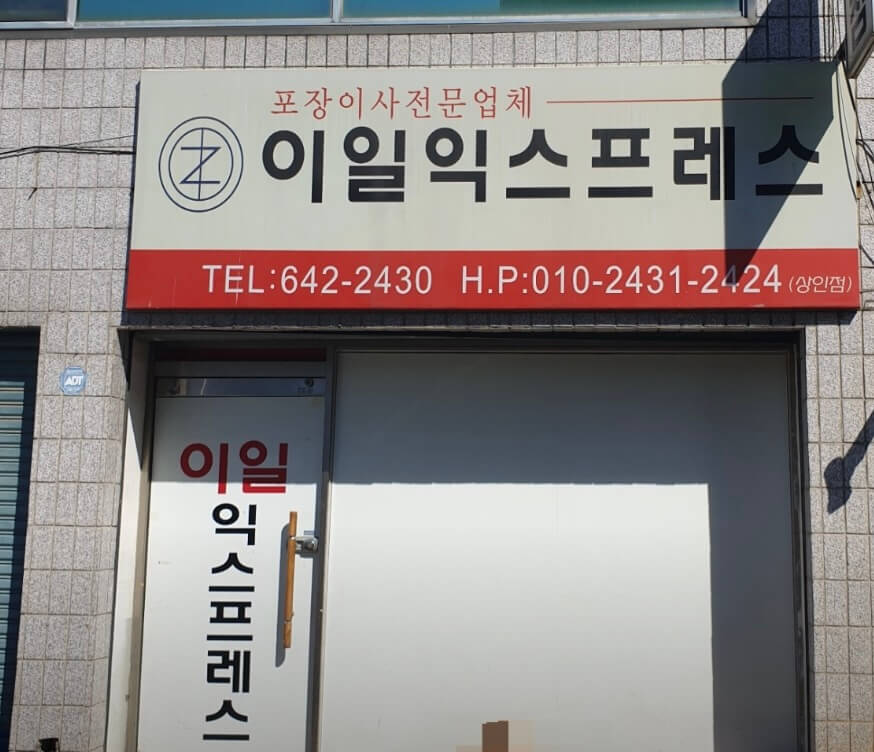 포장이사전문업체
이일익스프레스
TEL:642-2430 H.P:010-2431-2424 (상인점)
ADT
이일
익스프레스